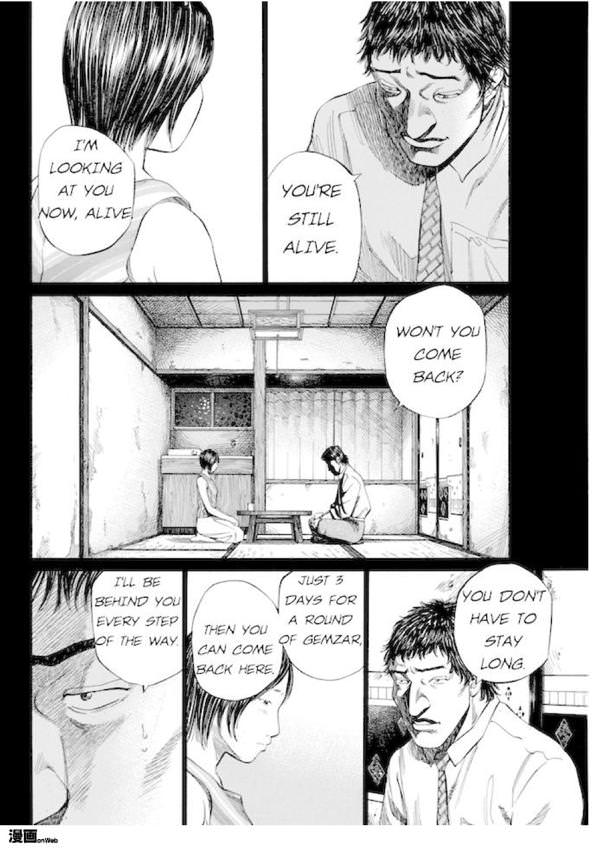 YOU'RE
STILL
ALIVE.
I'M
LOOKING
AT YOU
NOW, ALIVE.
WON'T YOU
COME
BACK?
YOU DON'T
HAVE TO
STAY
LONG.
JUST 3
DAYS FOR
A ROUND
OF GEMZAR,
THEN YOU
CAN COME
BACK HERE.
I'LL BE
BEHIND YOU
EVERY STEP
OF THE WAY.
漫画onWeb